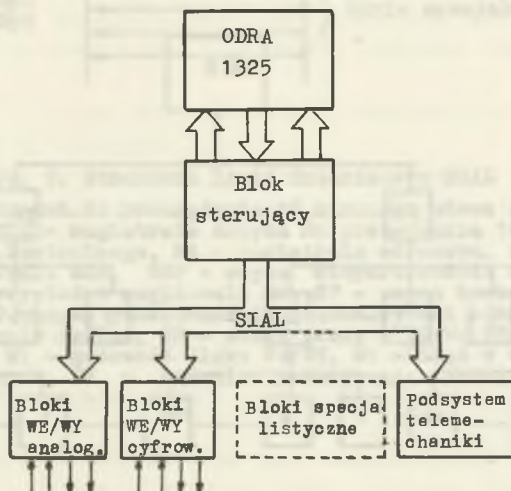 ODRA
1325
Blok
sterujący
SIAL
Bloki
WE/WY
analog.
Bloki
WE/WY
cyfrow.
Bloki specja
listyczne
Podsystem
teleme-
chaniki